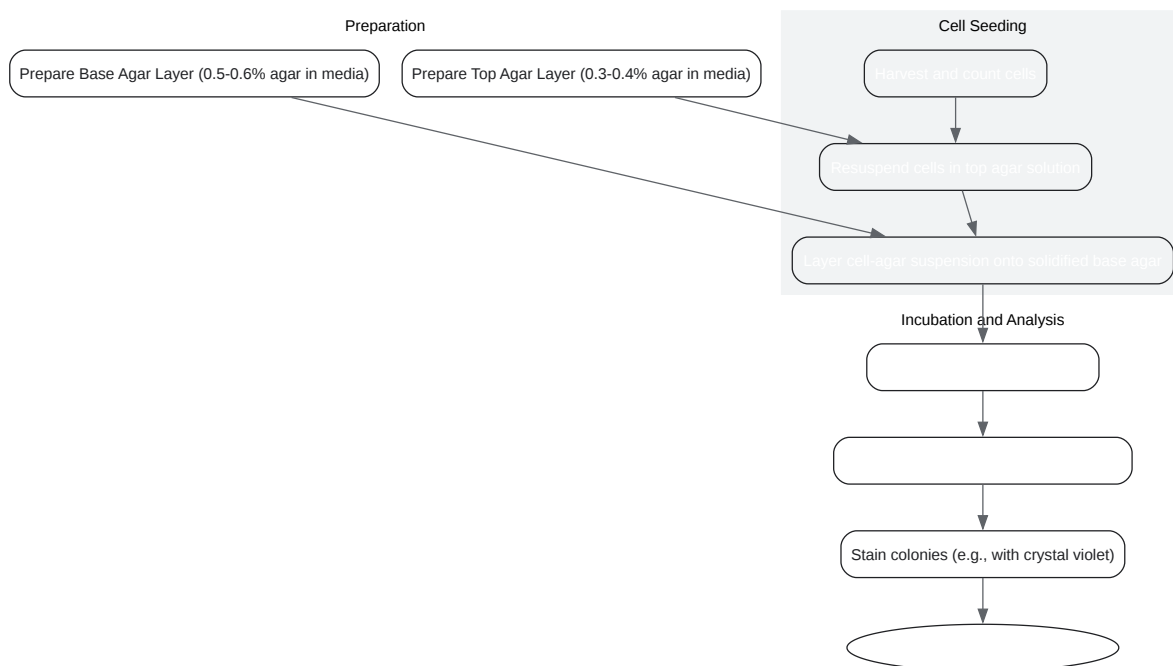 Preparation
Cell Seeding
Prepare Base Agar Layer (0.5-0.6% agar in media)
Prepare Top Agar Layer (0.3-0.4% agar in media)
Harvest and count cells
Resuspend cells in top agar solution
Layer cell-agar suspension onto solidified base agar
Incubation and Analysis
Stain colonies (e.g., with crystal violet)